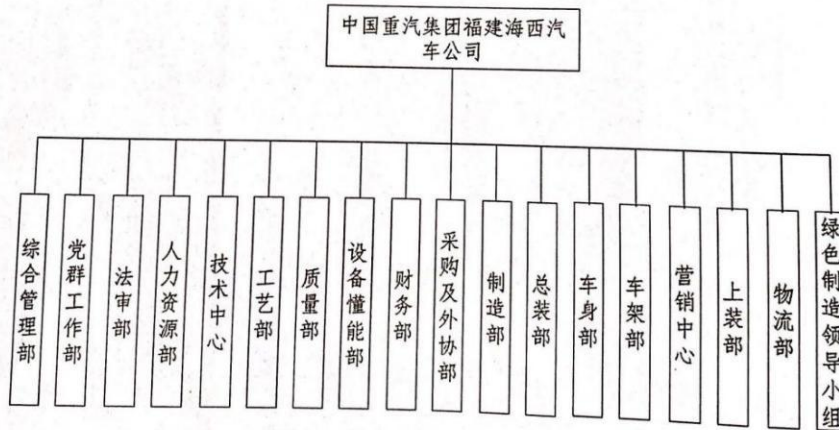 中国重汽集团福建海西汽
车公司
综合管理部
党群工作部
法审部
人力资源部
技术中心
工艺部
质量部
设备懂能部
财务部
采购及外协部
制造部
总装部
车身部
车架部
营销中心
上装部
物流部
绿色制造领导小组